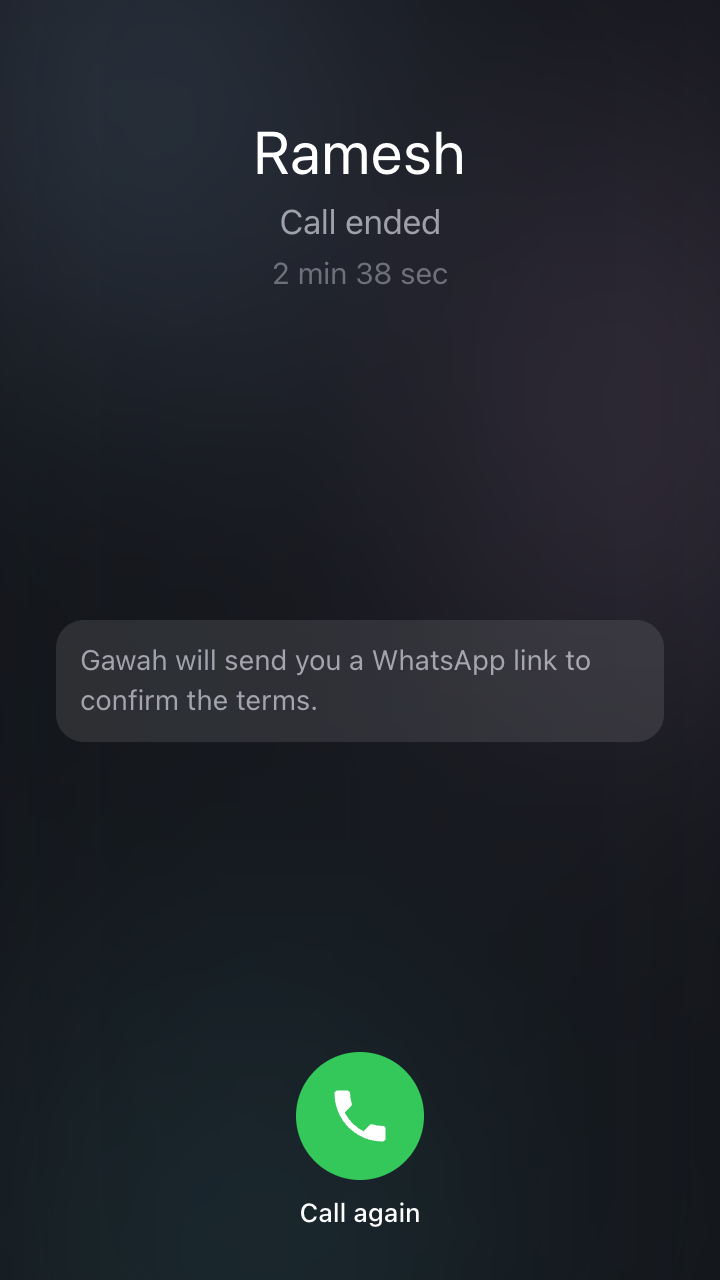 Ramesh
Call ended
2 min 38 sec
Gawah will send you a WhatsApp link to
confirm the terms.
Call again